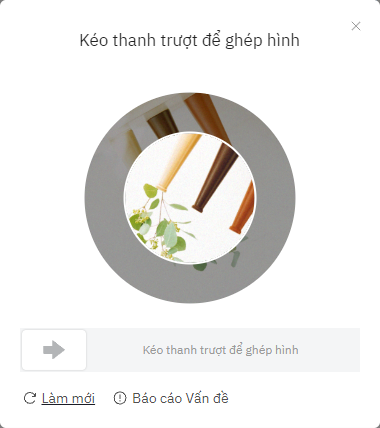 Kéo thanh trượt để ghép hình
Kéo thanh trượt để ghép hình
Làm mới
Báo cáo Vấn đề